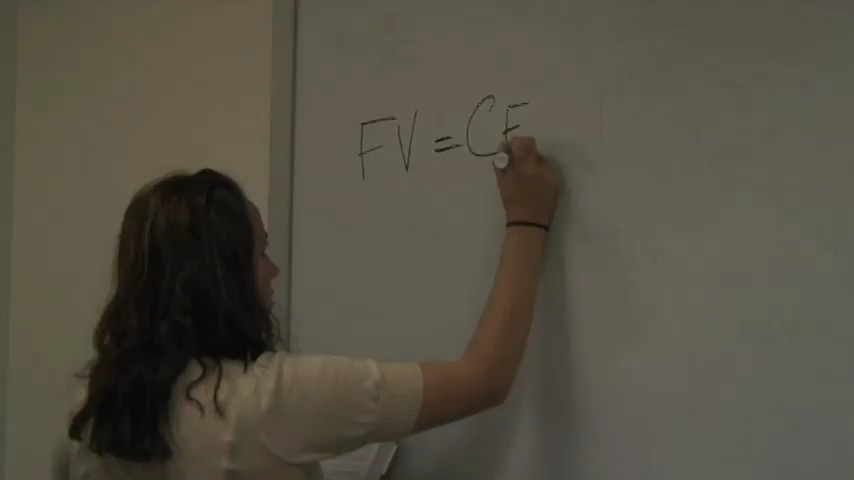 FV = CF